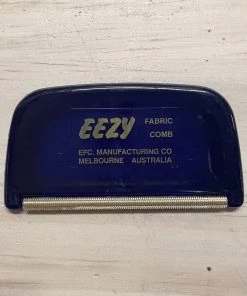 EEZY FABRIC
COMB
EFC. MANUFACTURING CO
MELBOURNE AUSTRALIA